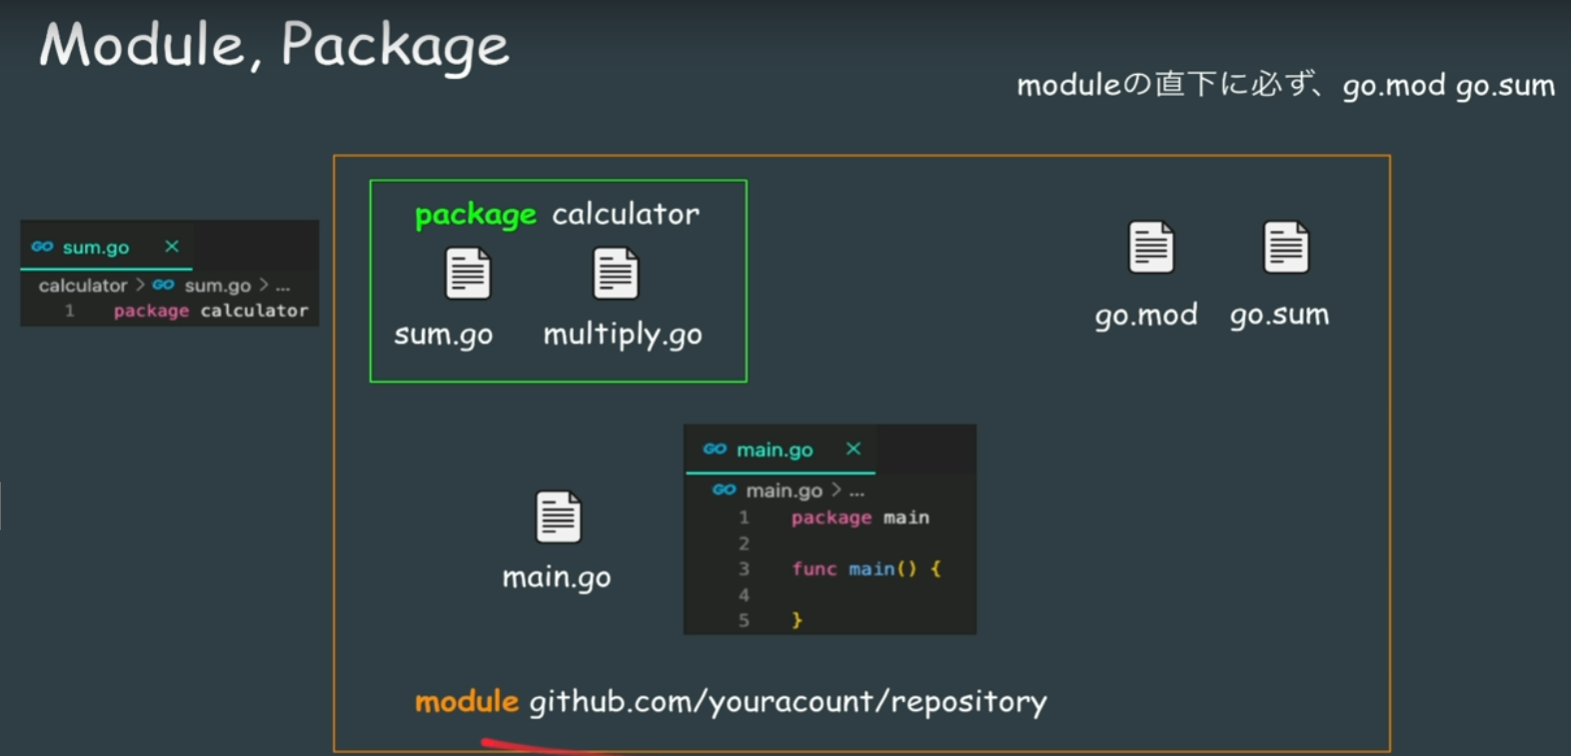 Module, Package
moduleの直下に必ず、go.mod go.sum
package calculator
sum.go
multiply.go
go.mod
go.sum
GO sum.go ×
calculator > GO sum.go > ...
1 package calculator
main.go
GO main.go ×
GO main.go > ...
1 package main
2
3 func main() {
4
5 }
module github.com/youracount/repository